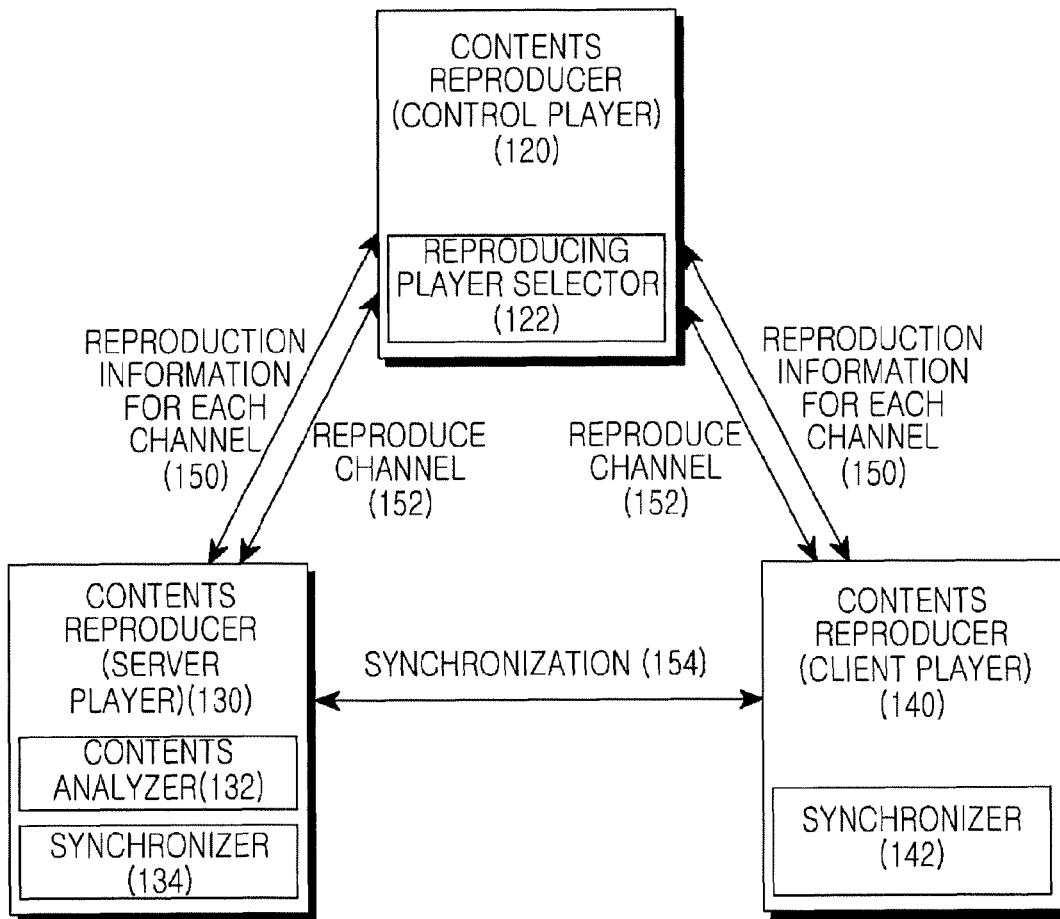 CONTENTS
REPRODUCER
(CONTROL PLAYER)
(120)
REPRODUCING
PLAYER SELECTOR
(122)
REPRODUCTION
INFORMATION
FOR EACH
CHANNEL
(150)
REPRODUCE
CHANNEL
(152)
REPRODUCE
CHANNEL
(152)
REPRODUCTION
INFORMATION
FOR EACH
CHANNEL
(150)
CONTENTS
REPRODUCER
(SERVER
PLAYER)(130)
CONTENTS
ANALYZER(132)
SYNCHRONIZER
(134)
SYNCHRONIZATION (154)
CONTENTS
REPRODUCER
(CLIENT PLAYER)
(140)
SYNCHRONIZER
(142)